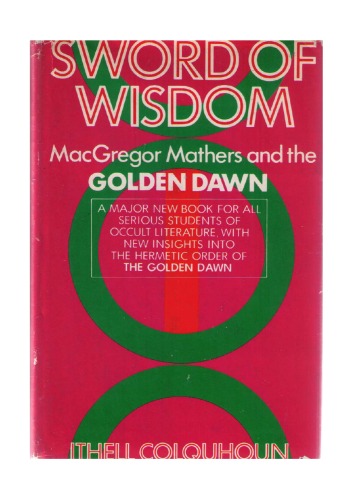 SWORD OF
WISDOM
MacGregor Mathers and the
GOLDEN DAWN
A MAJOR NEW BOOK FOR ALL
SERIOUS STUDENTS OF
OCCULT LITERATURE, WITH
NEW INSIGHTS INTO
THE HERMETIC ORDER OF
THE GOLDEN DAWN
ITHELL COLQUHOUN